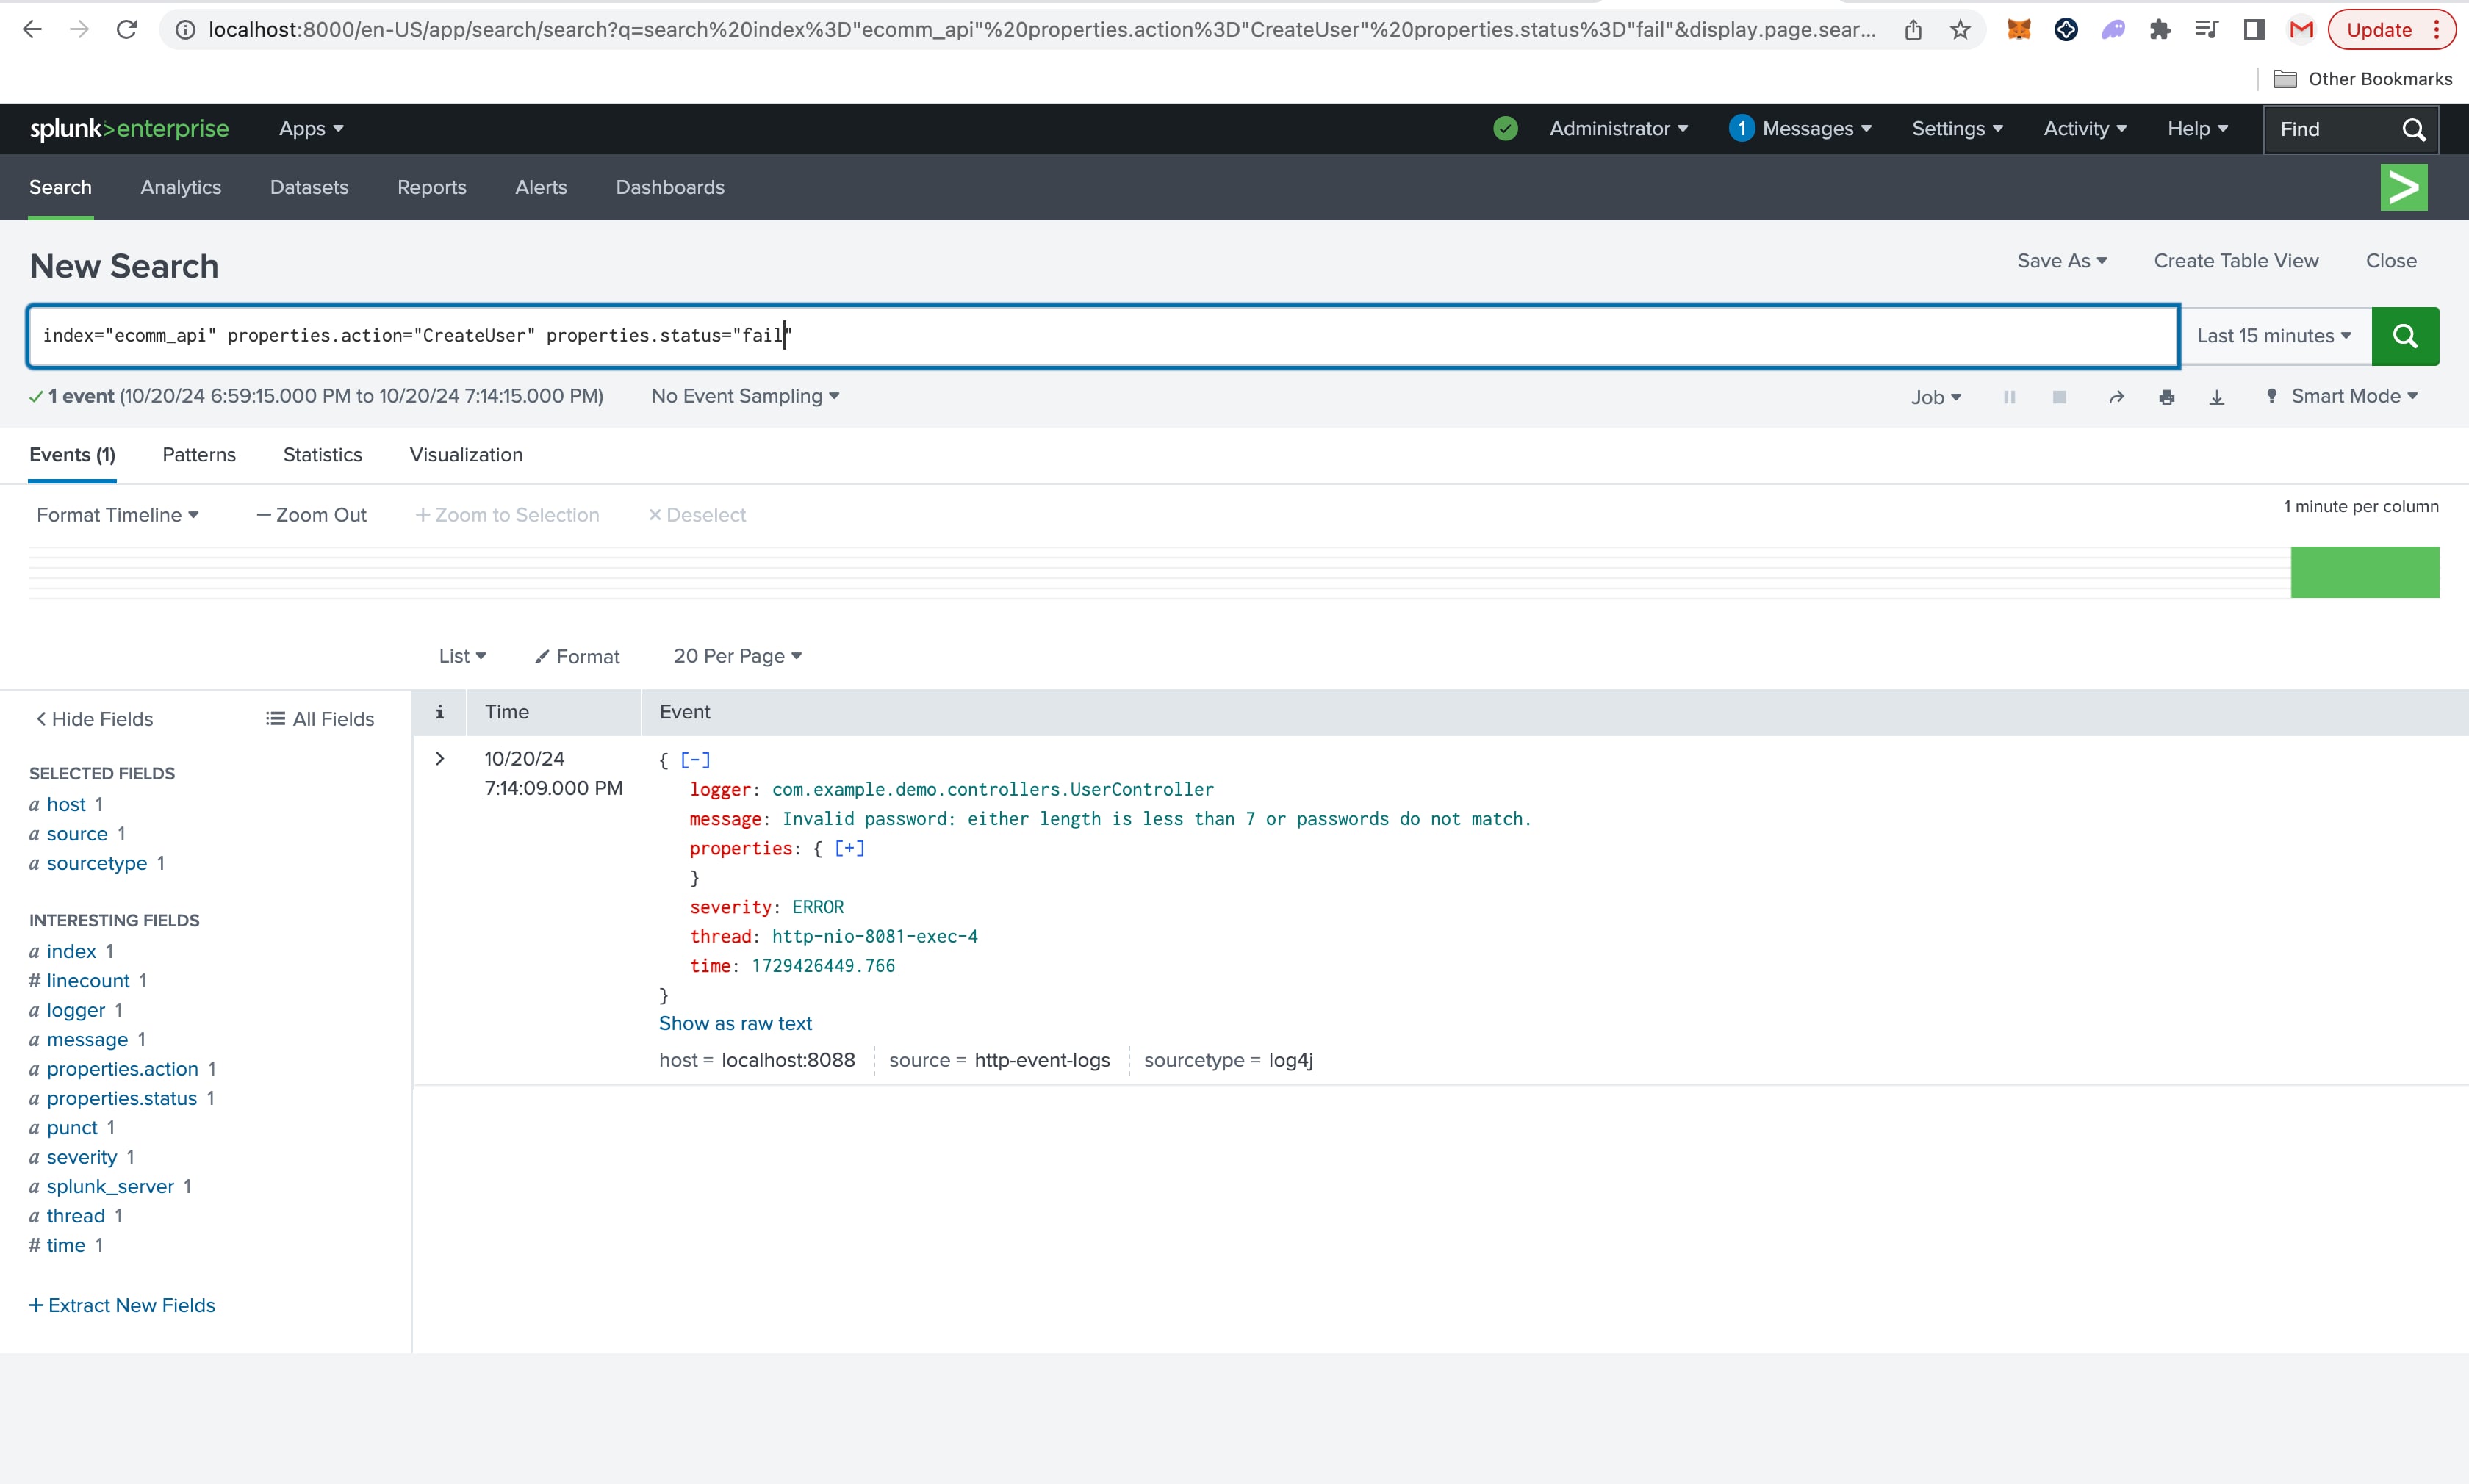 localhost:8000/en-US/app/search/search?q=search%20index%3D"ecomm_api"%20properties.action%3D"CreateUser"%20properties.status%3D"fail"&display.page.sear...
Update
Other Bookmarks
splunk>enterprise Apps Administrator 1 Messages Settings Activity Help Find
Search Analytics Datasets Reports Alerts Dashboards >
New Search Save As Create Table View Close
index="ecomm_api" properties.action="CreateUser" properties.status="fail" Last 15 minutes
1 event (10/20/24 6:59:15.000 PM to 10/20/24 7:14:15.000 PM) No Event Sampling Job Smart Mode
Events (1) Patterns Statistics Visualization
Format Timeline — Zoom Out + Zoom to Selection × Deselect 1 minute per column
List Format 20 Per Page
< Hide Fields All Fields
SELECTED FIELDS
a host 1
a source 1
a sourcetype 1
INTERESTING FIELDS
a index 1
# linecount 1
a logger 1
a message 1
a properties.action 1
a properties.status 1
a punct 1
a severity 1
a splunk_server 1
a thread 1
# time 1
+ Extract New Fields
i Time Event
> 10/20/24
7:14:09.000 PM
{ [-]
logger: com.example.demo.controllers.UserController
message: Invalid password: either length is less than 7 or passwords do not match.
properties: { [+]
}
severity: ERROR
thread: http-nio-8081-exec-4
time: 1729426449.766
}
Show as raw text
host = localhost:8088 source = http-event-logs sourcetype = log4j